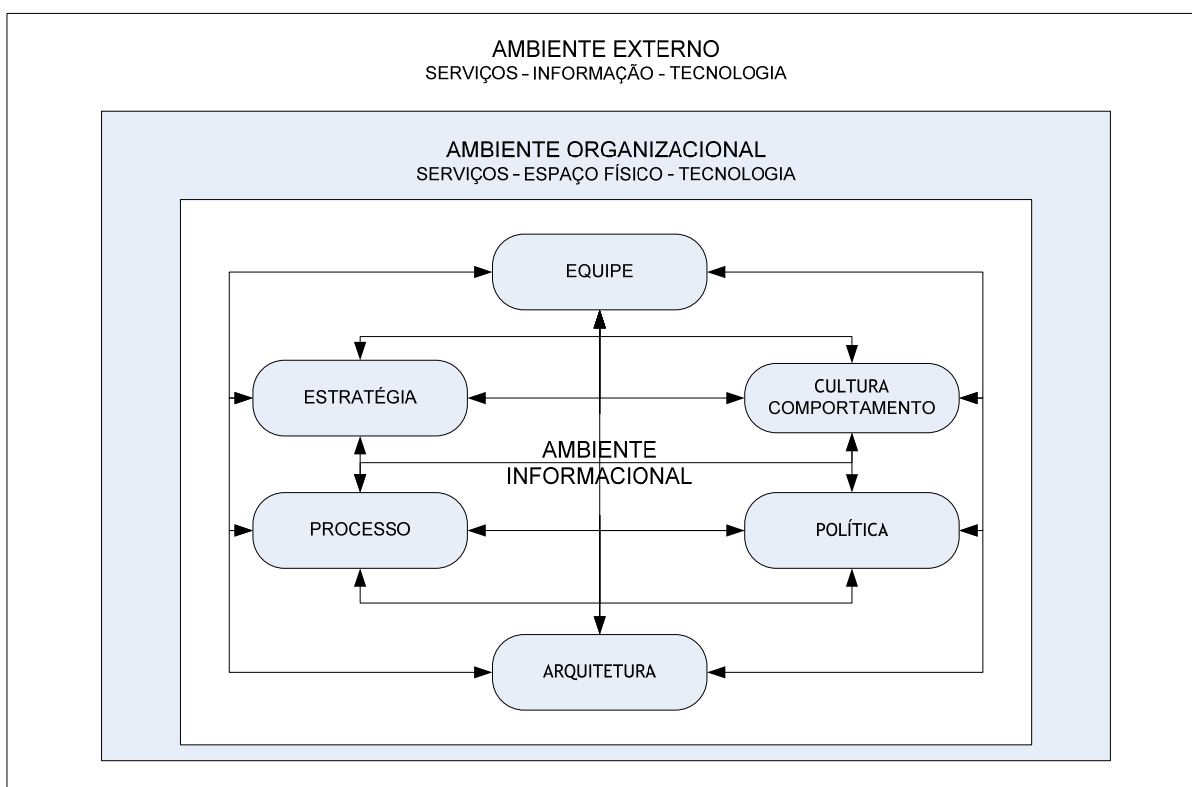 AMBIENTE EXTERNO
SERVIÇOS - INFORMAÇÃO - TECNOLOGIA
AMBIENTE ORGANIZACIONAL
SERVIÇOS - ESPAÇO FÍSICO - TECNOLOGIA
EQUIPE
ESTRATÉGIA
CULTURA
COMPORTAMENTO
AMBIENTE
INFORMACIONAL
PROCESSO
POLÍTICA
ARQUITETURA